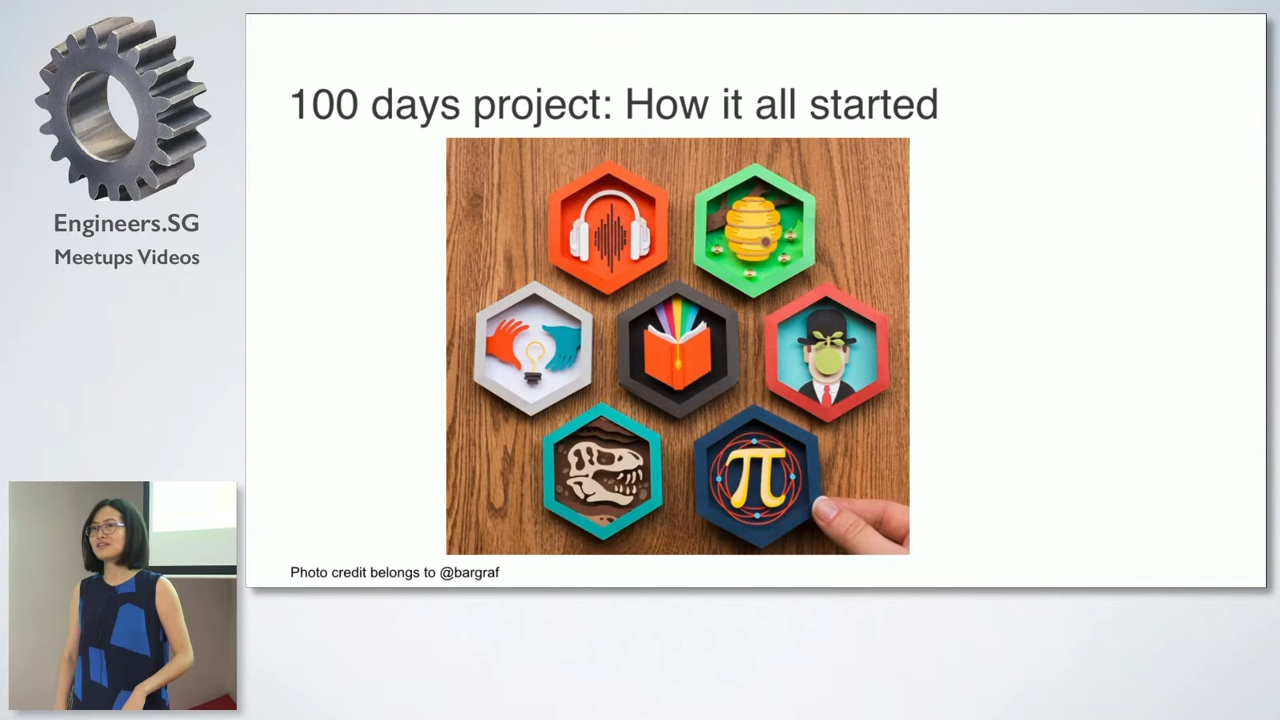 Engineers.SG
Meetups Videos
100 days project: How it all started
π
Photo credit belongs to @bargraf